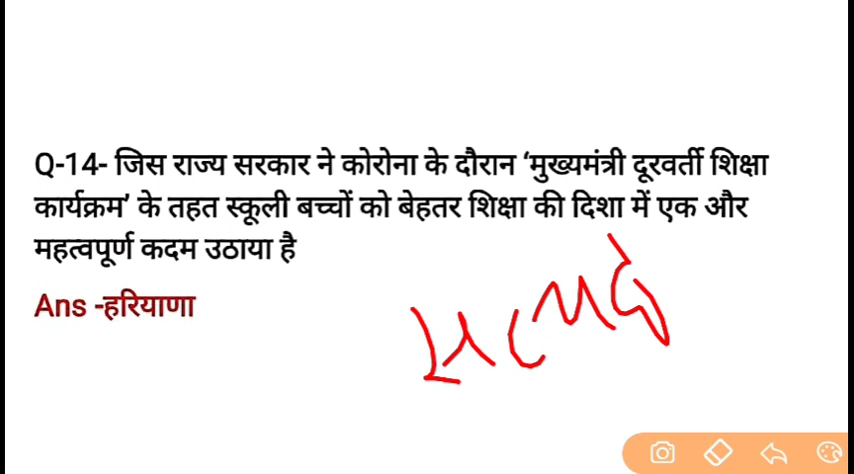 Q-14- जिस राज्य सरकार ने कोरोना के दौरान ‘मुख्यमंत्री दूरवर्ती शिक्षा
कार्यक्रम’ के तहत स्कूली बच्चों को बेहतर शिक्षा की दिशा में एक और
महत्वपूर्ण कदम उठाया है
Ans -हरियाणा